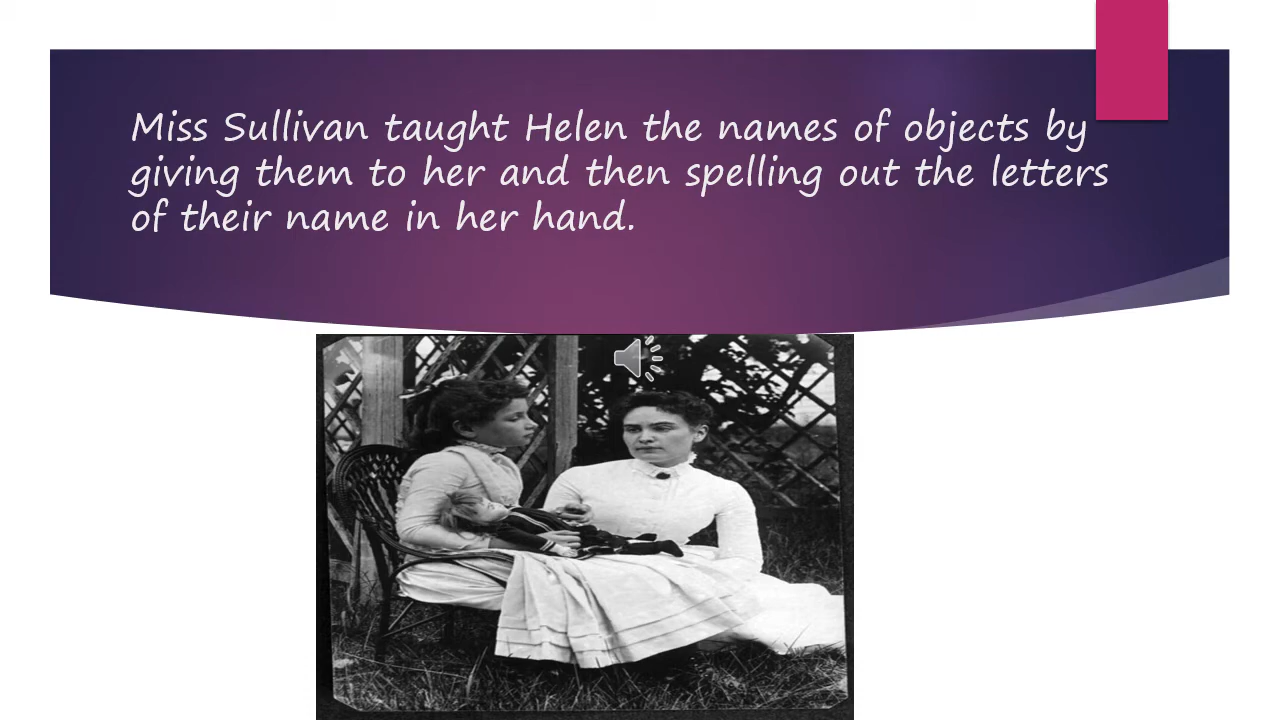 Miss Sullivan taught Helen the names of objects by
giving them to her and then spelling out the letters
of their name in her hand.